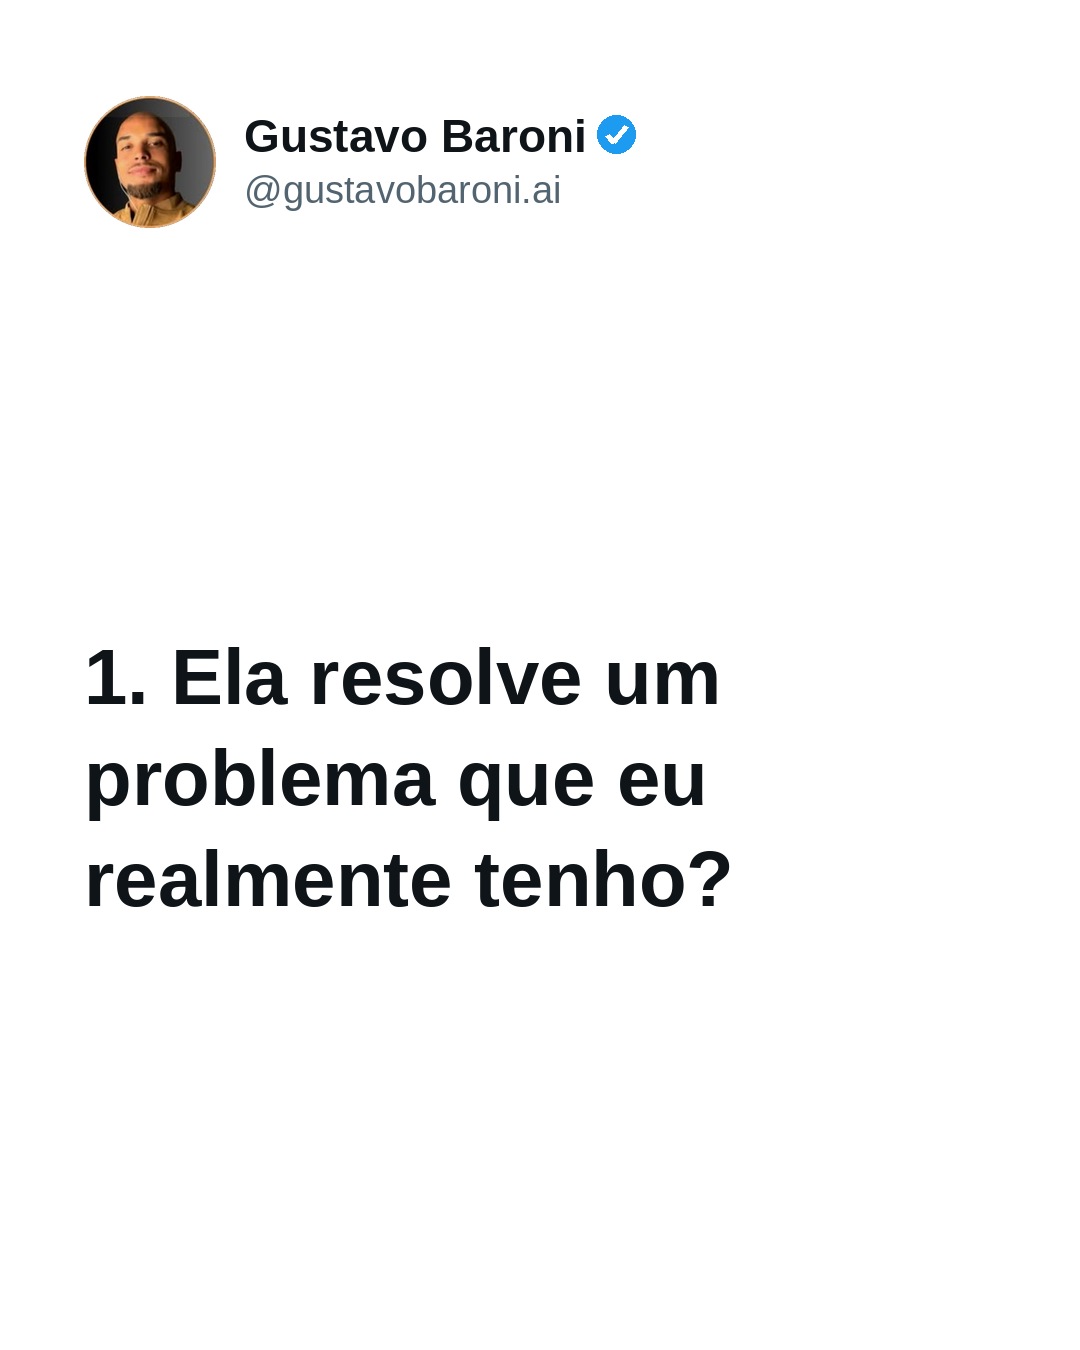 Gustavo Baroni
@gustavobaroni.ai
1. Ela resolve um
problema que eu
realmente tenho?